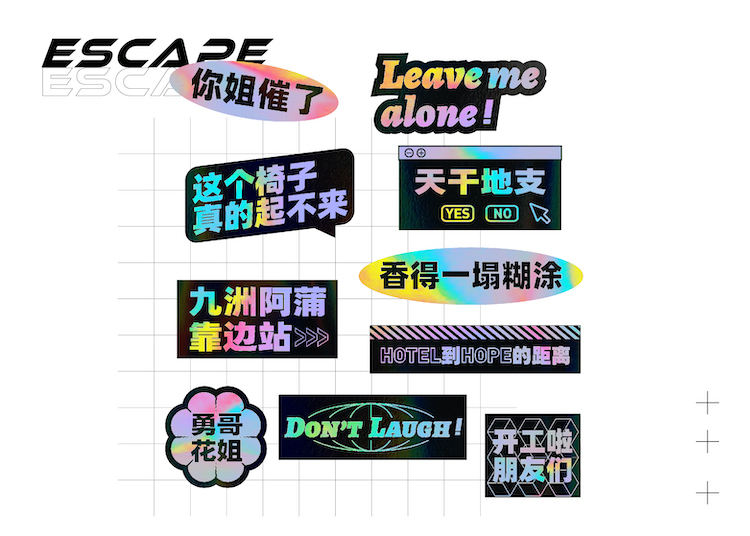 ESCAPE
ESCA
你姐催了
Leave me
alone!
这个椅子
真的起不来
天干地支
YES NO
香得一塌糊涂
九洲阿蒲
靠边站>>>
HOTEL到HOPE的距离
勇哥
花姐
DON'T LAUGH!
开工啦
朋友们